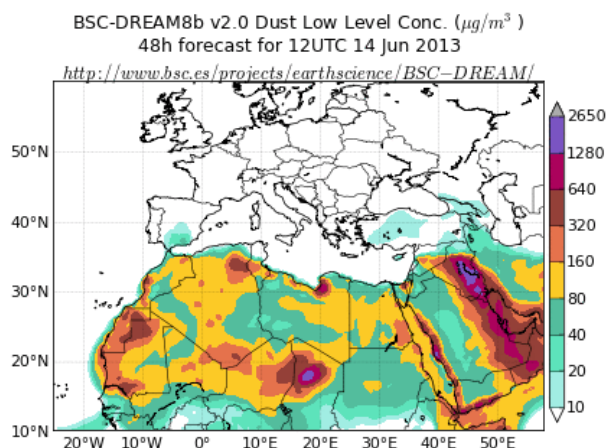 BSC-DREAM8b v2.0 Dust Low Level Conc. (μg/m³ )
48h forecast for 12UTC 14 Jun 2013
http://www.bsc.es/projects/earthscience/BSC−DREAM/
2650
1280
640
320
160
80
40
20
10
50°N
40°N
30°N
20°N
10°N
20°W 10°W 0° 10°E 20°E 30°E 40°E 50°E